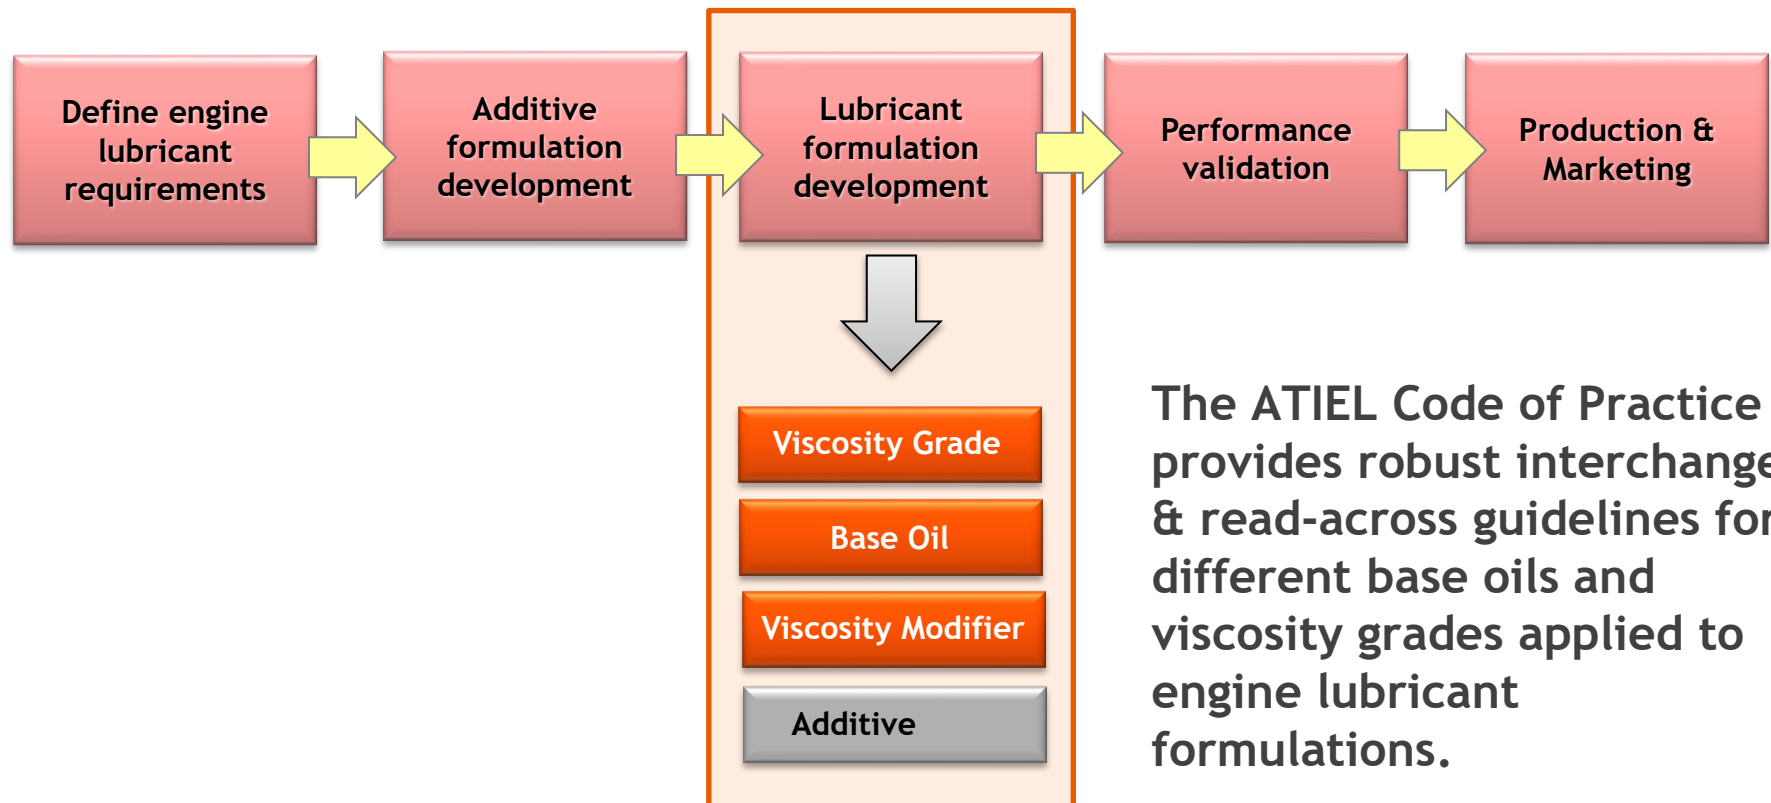 Define engine
lubricant
requirements
Additive
formulation
development
Lubricant
formulation
development
Performance
validation
Production &
Marketing
Viscosity Grade
Base Oil
Viscosity Modifier
Additive
The ATIEL Code of Practice
provides robust interchange
& read-across guidelines for
different base oils and
viscosity grades applied to
engine lubricant
formulations.